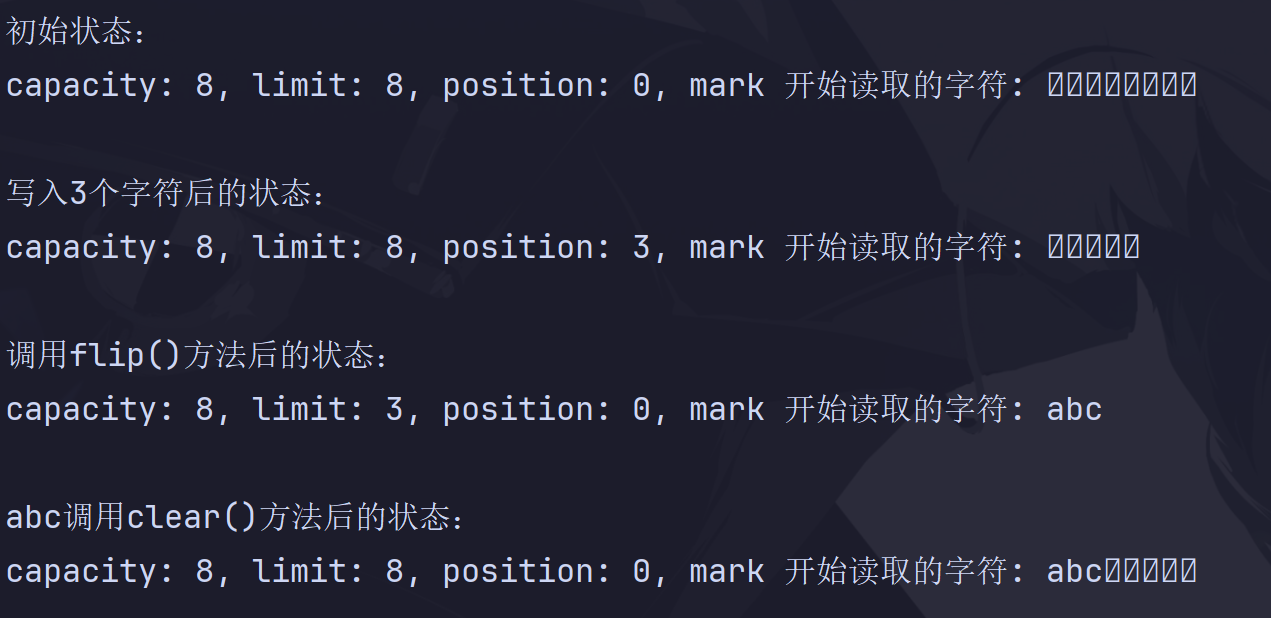 初始状态：
capacity: 8, limit: 8, position: 0, mark 开始读取的字符: 
写入3个字符后的状态：
capacity: 8, limit: 8, position: 3, mark 开始读取的字符: 
调用flip()方法后的状态：
capacity: 8, limit: 3, position: 0, mark 开始读取的字符: abc
abc调用clear()方法后的状态：
capacity: 8, limit: 8, position: 0, mark 开始读取的字符: abc